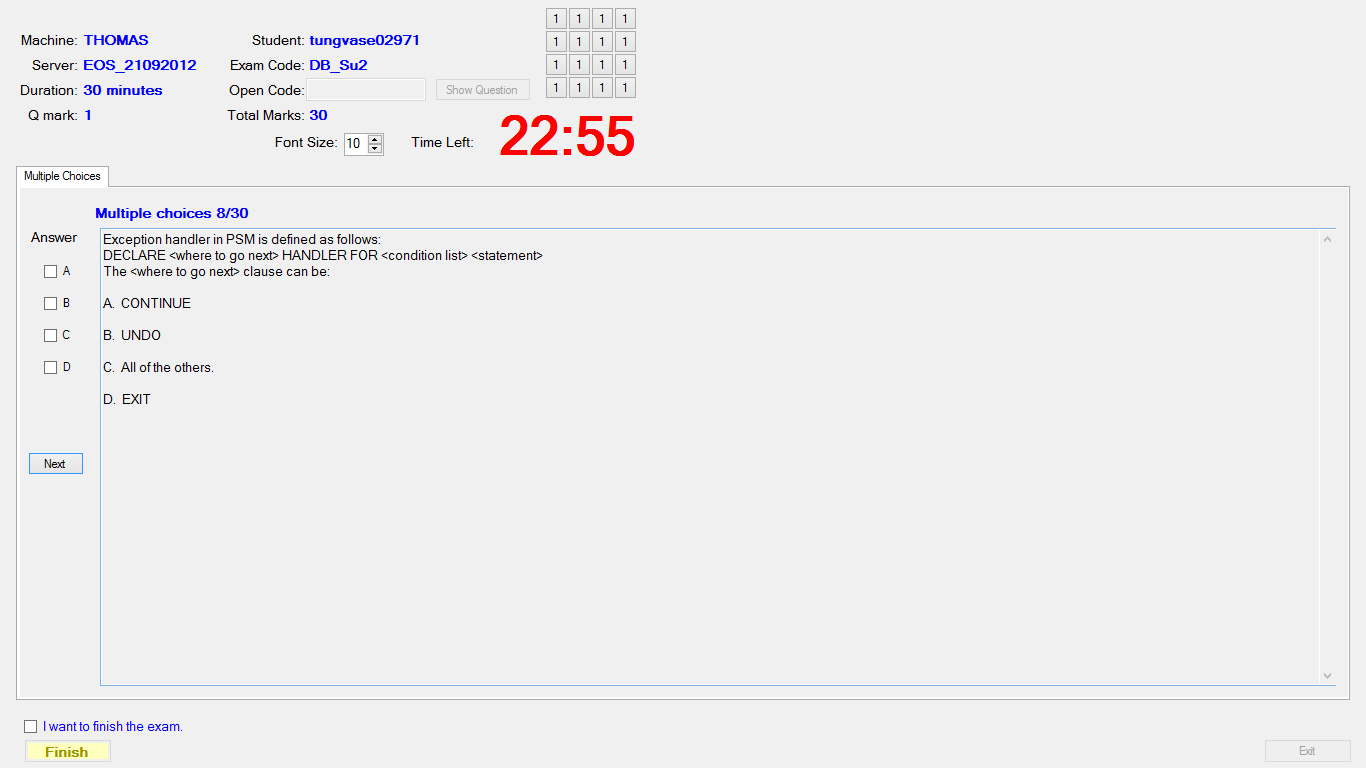 Machine: THOMAS
Student: tungvase02971
1 1 1 1
Server: EOS_21092012
Exam Code: DB_Su2
1 1 1 1
Duration: 30 minutes
Open Code:
Show Question
1 1 1 1
Q mark: 1
Total Marks: 30
1 1 1 1
Font Size: 10
Time Left: 22:55
Multiple Choices
Multiple choices 8/30
Answer
Exception handler in PSM is defined as follows:
DECLARE <where to go next> HANDLER FOR <condition list> <statement>
The <where to go next> clause can be:
A
B
C
D
A. CONTINUE
B. UNDO
C. All of the others.
D. EXIT
Next
I want to finish the exam.
Finish
Exit